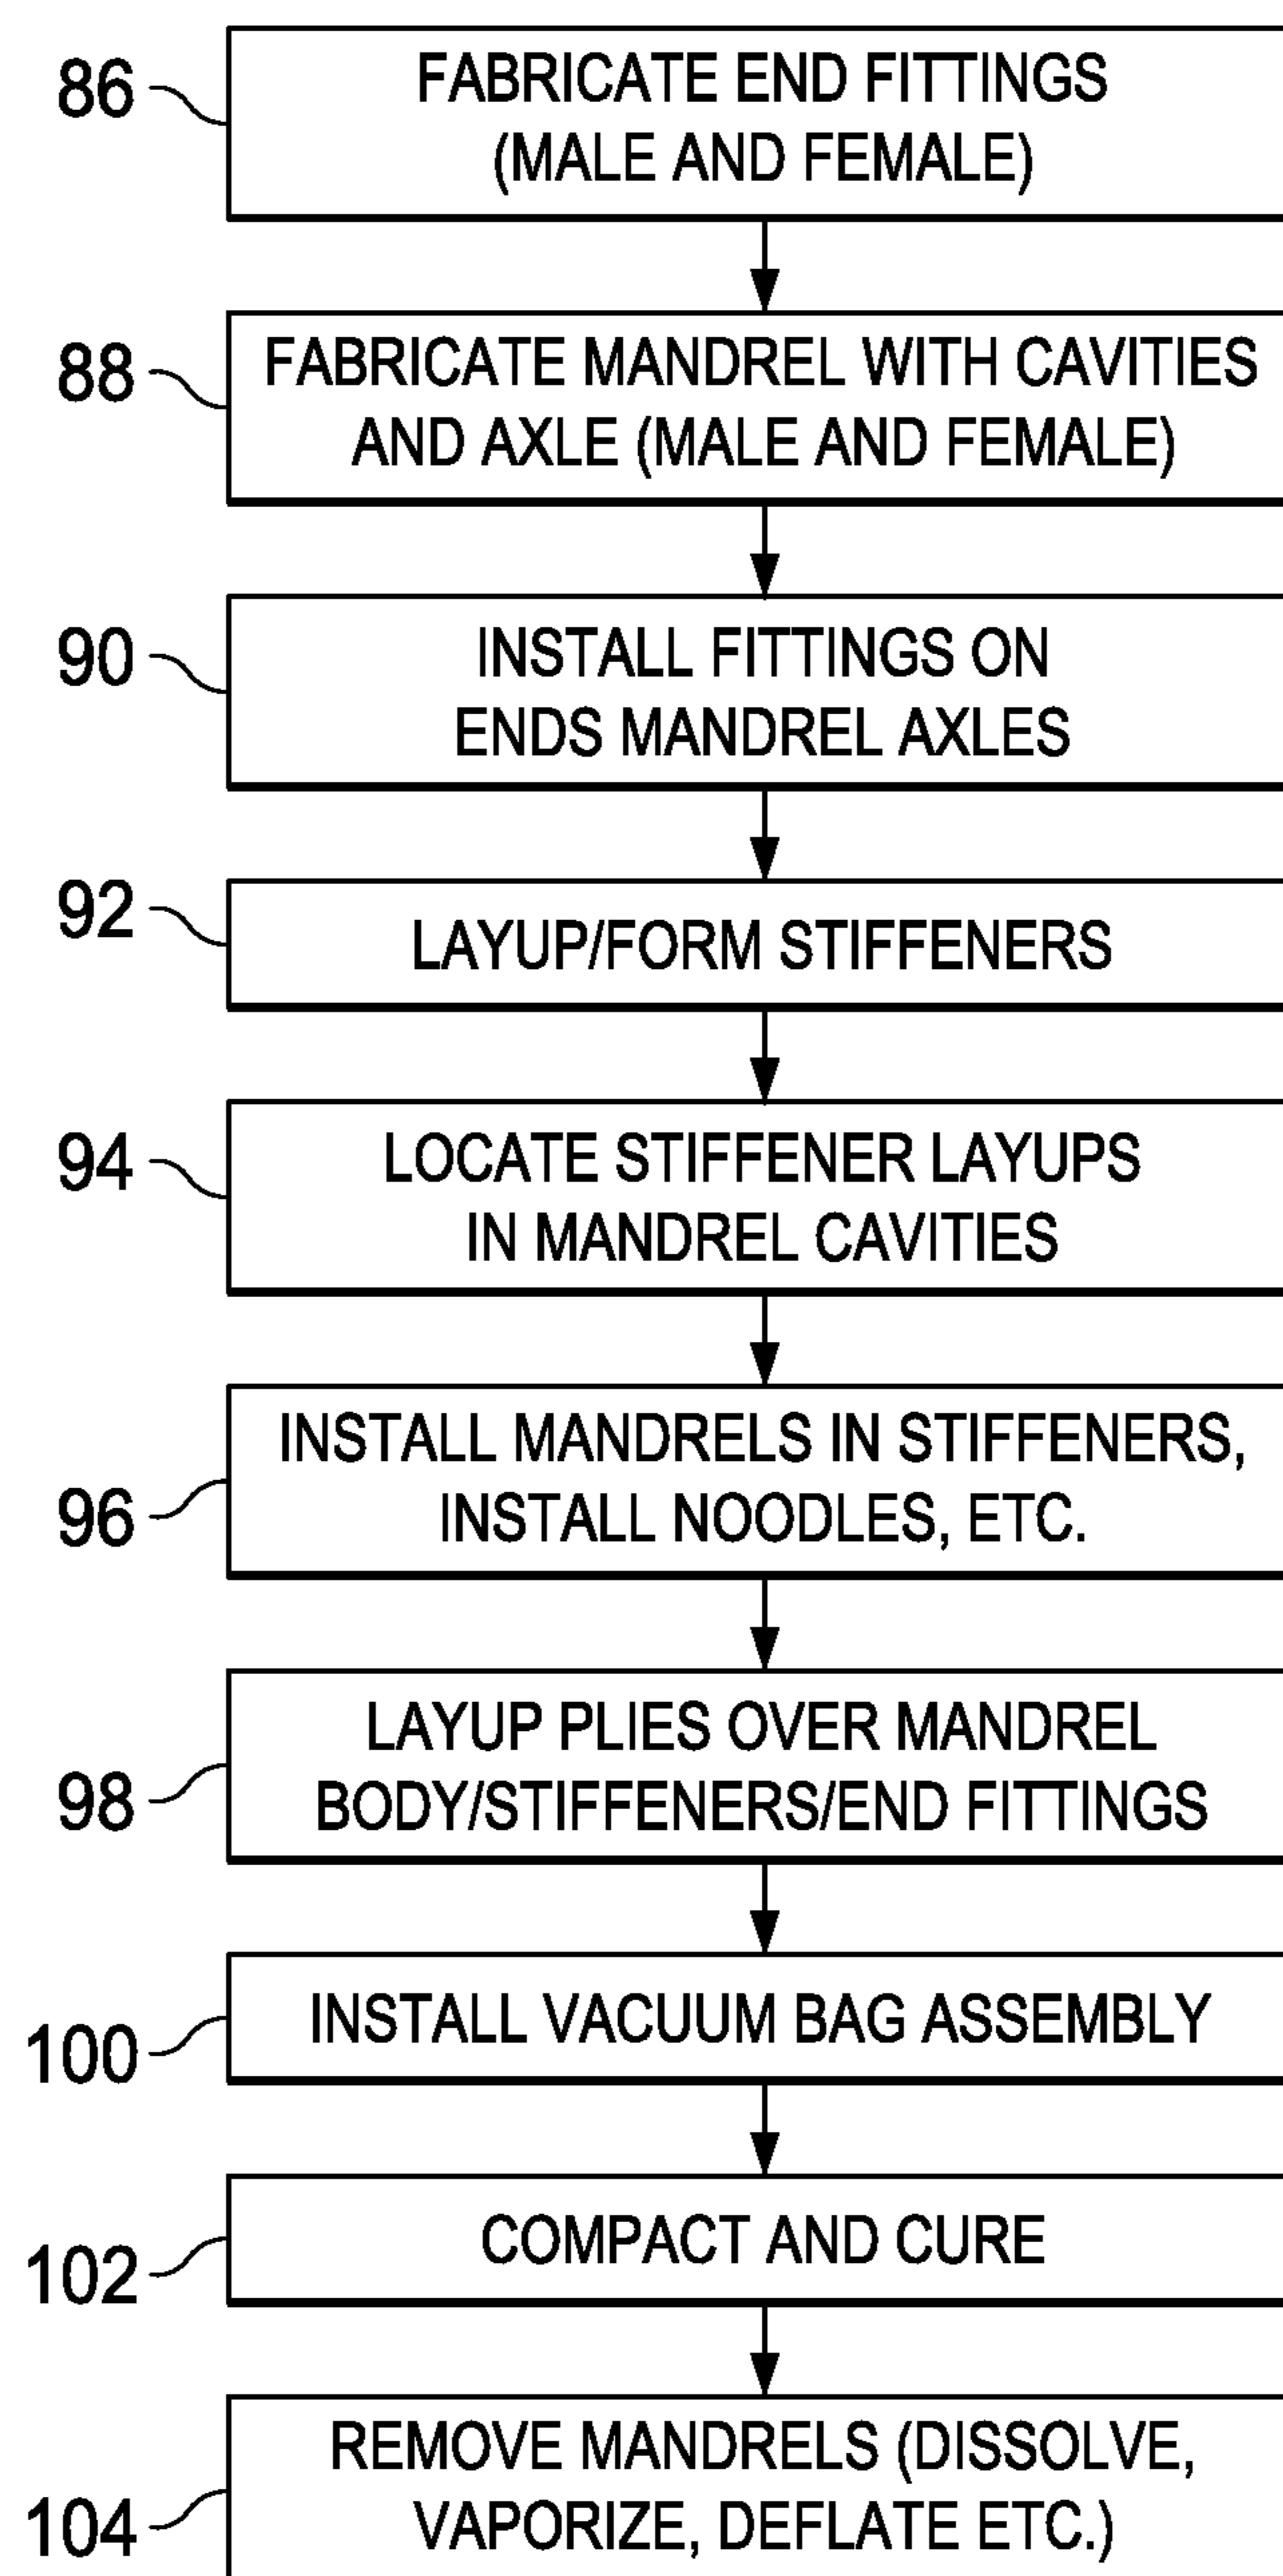 86
FABRICATE END FITTINGS
(MALE AND FEMALE)
88
FABRICATE MANDREL WITH CAVITIES
AND AXLE (MALE AND FEMALE)
90
INSTALL FITTINGS ON
ENDS MANDREL AXLES
92
LAYUP/FORM STIFFENERS
94
LOCATE STIFFENER LAYUPS
IN MANDREL CAVITIES
96
INSTALL MANDRELS IN STIFFENERS,
INSTALL NOODLES, ETC.
98
LAYUP PLIES OVER MANDREL
BODY/STIFFENERS/END FITTINGS
100
INSTALL VACUUM BAG ASSEMBLY
102
COMPACT AND CURE
104
REMOVE MANDRELS (DISSOLVE,
VAPORIZE, DEFLATE ETC.)